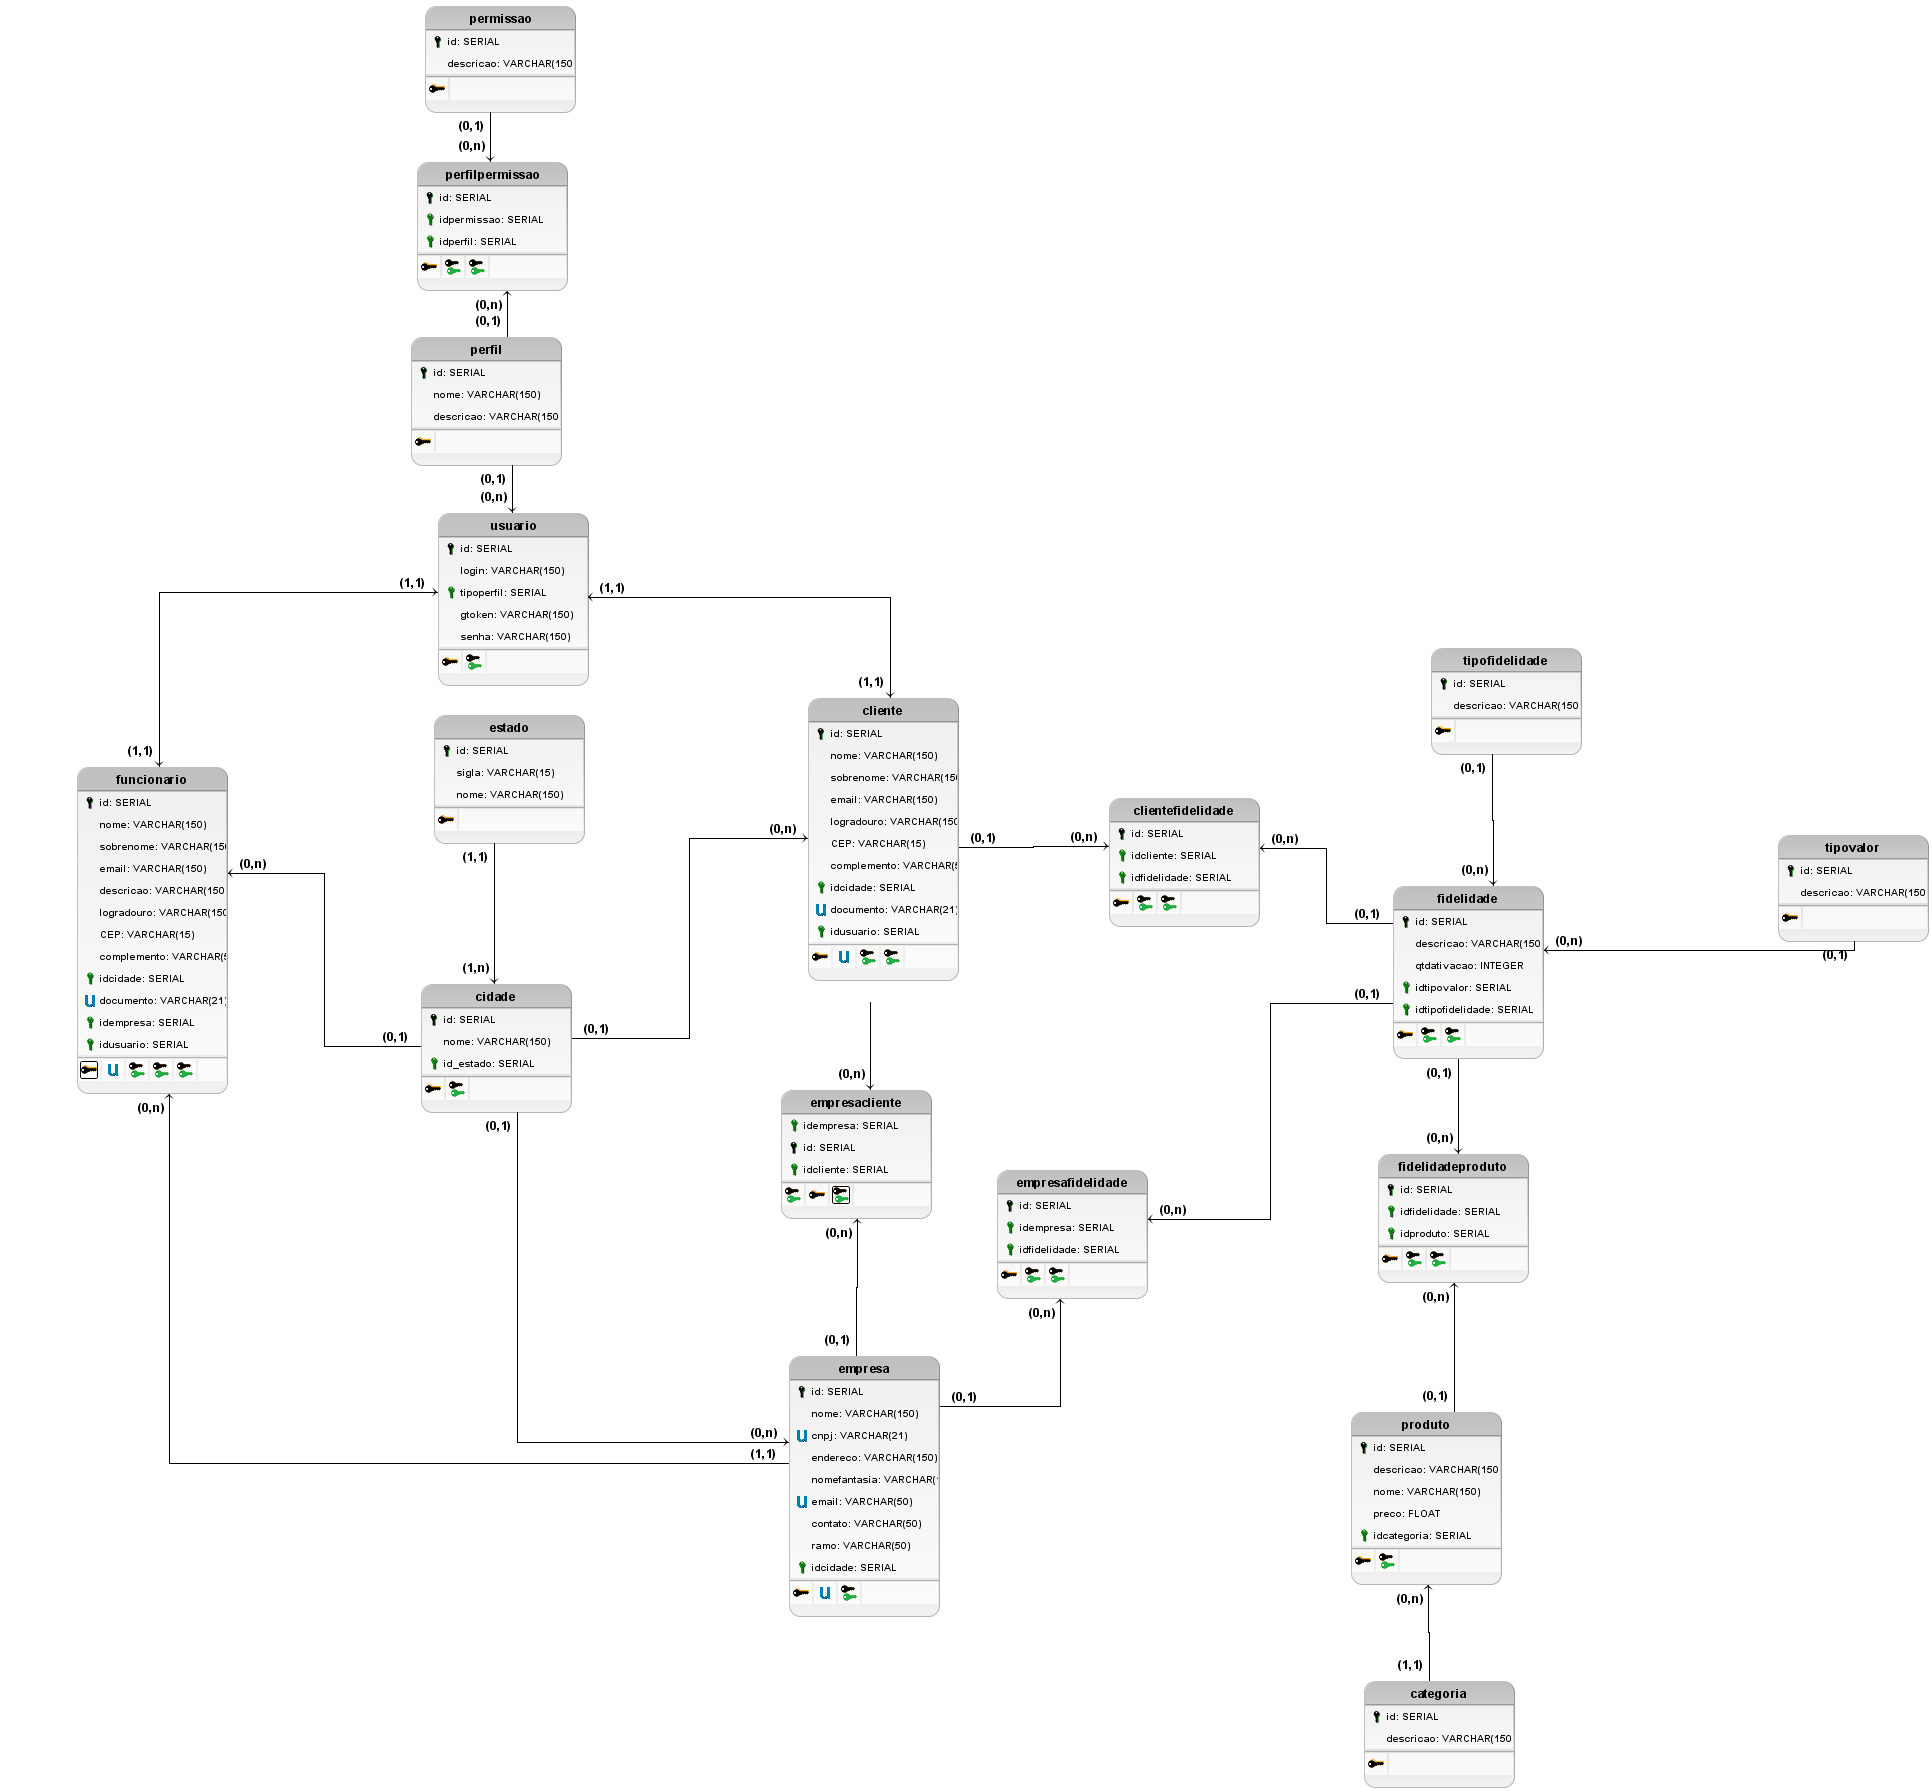 permissao
id: SERIAL
descricao: VARCHAR(150
(0,1)
(0,n)
perfilpermissao
id: SERIAL
idpermissao: SERIAL
idperfil: SERIAL
(0,n)
(0,1)
perfil
id: SERIAL
nome: VARCHAR(150)
descricao: VARCHAR(150
(0,1)
(0,n)
usuario
id: SERIAL
login: VARCHAR(150)
tipoperfil: SERIAL
gtoken: VARCHAR(150)
senha: VARCHAR(150)
(1,1)
(1,1)
(1,1)
(1,1)
funcionario
id: SERIAL
nome: VARCHAR(150)
sobrenome: VARCHAR(15
email: VARCHAR(150)
descricao: VARCHAR(150
logradouro: VARCHAR(150
CEP: VARCHAR(15)
complemento: VARCHAR(5
idcidade: SERIAL
U documento: VARCHAR(21)
idempresa: SERIAL
idusuario: SERIAL
U
(0,n)
(0,n)
estado
id: SERIAL
sigla: VARCHAR(15)
nome: VARCHAR(150)
(1,1)
(1,n)
cidade
id: SERIAL
nome: VARCHAR(150)
id_estado: SERIAL
(0,1)
(0,1)
(0,1)
(0,n)
cliente
id: SERIAL
nome: VARCHAR(150)
sobrenome: VARCHAR(15
email: VARCHAR(150)
logradouro: VARCHAR(150
CEP: VARCHAR(15)
complemento: VARCHAR(5
idcidade: SERIAL
U documento: VARCHAR(21)
idusuario: SERIAL
U
(0,1)
(0,n)
clientefidelidade
id: SERIAL
idcliente: SERIAL
idfidelidade: SERIAL
(0,n)
(0,1)
tipofidelidade
id: SERIAL
descricao: VARCHAR(150
(0,1)
(0,n)
fidelidade
id: SERIAL
descricao: VARCHAR(150
qtdativacao: INTEGER
idtipovalor: SERIAL
idtipofidelidade: SERIAL
(0,n)
(0,1)
tipovalor
id: SERIAL
descricao: VARCHAR(150
(0,1)
(0,1)
(0,n)
(0,n)
empresacliente
idempresa: SERIAL
id: SERIAL
idcliente: SERIAL
(0,n)
(0,1)
empresafidelidade
id: SERIAL
idempresa: SERIAL
idfidelidade: SERIAL
(0,n)
(0,n)
fidelidadeproduto
id: SERIAL
idfidelidade: SERIAL
idproduto: SERIAL
(0,n)
(0,1)
empresa
id: SERIAL
nome: VARCHAR(150)
U cnpj: VARCHAR(21)
endereco: VARCHAR(150)
nomefantasia: VARCHAR(
U email: VARCHAR(50)
contato: VARCHAR(50)
ramo: VARCHAR(50)
idcidade: SERIAL
U
(0,1)
(0,n)
(1,1)
produto
id: SERIAL
descricao: VARCHAR(150
nome: VARCHAR(150)
preco: FLOAT
idcategoria: SERIAL
(0,n)
(1,1)
categoria
id: SERIAL
descricao: VARCHAR(150